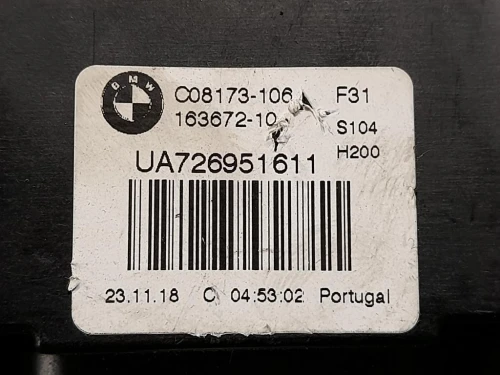 BMW
C08173-106 F31
163672-10 S104
H200
UA726951611
23.11.18 C 04:53:02 Portugal